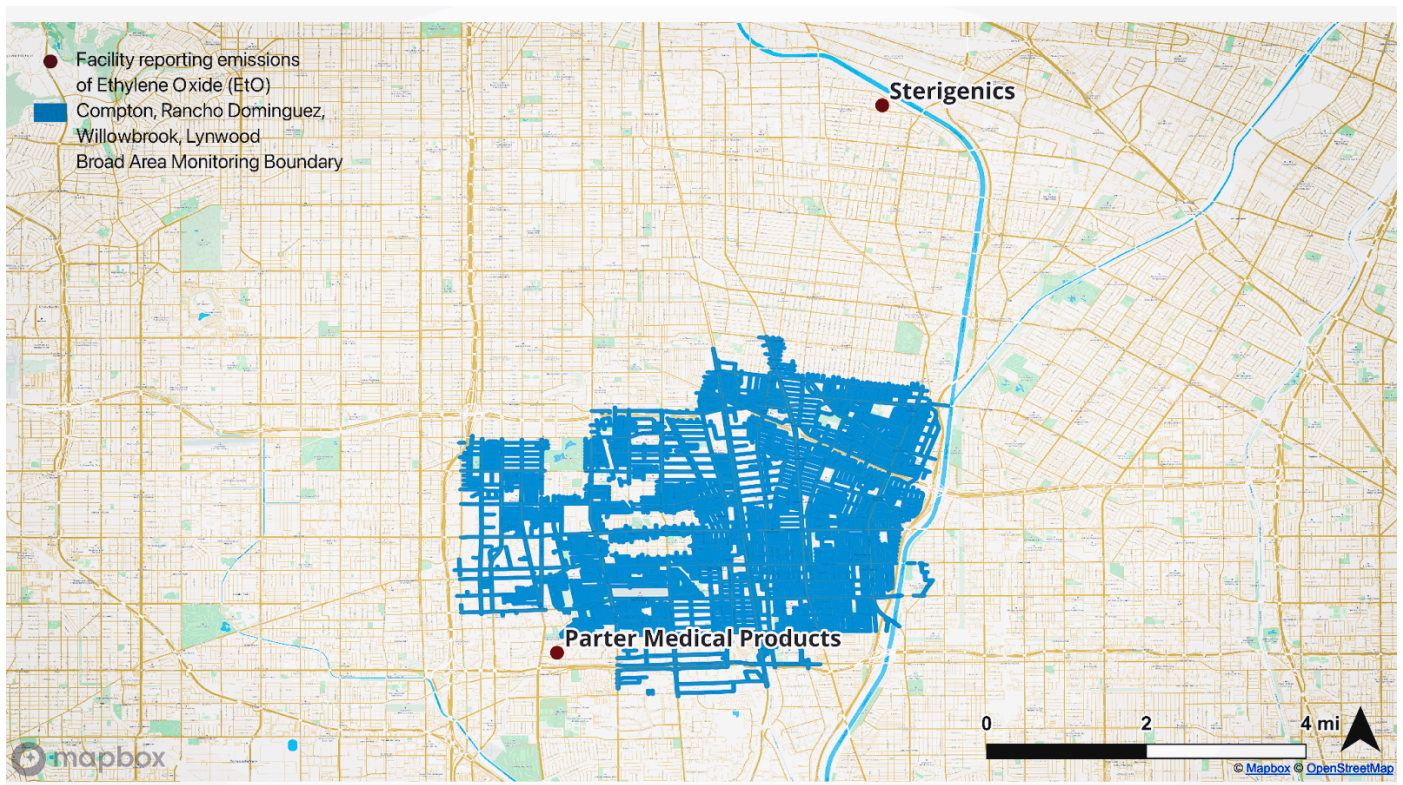 Facility reporting emissions
of Ethylene Oxide (EtO)
Compton, Rancho Dominguez,
Willowbrook, Lynwood
Broad Area Monitoring Boundary
Sterigenics
Parter Medical Products
0 2 4 mi
mapbox
© Mapbox © OpenStreetMap